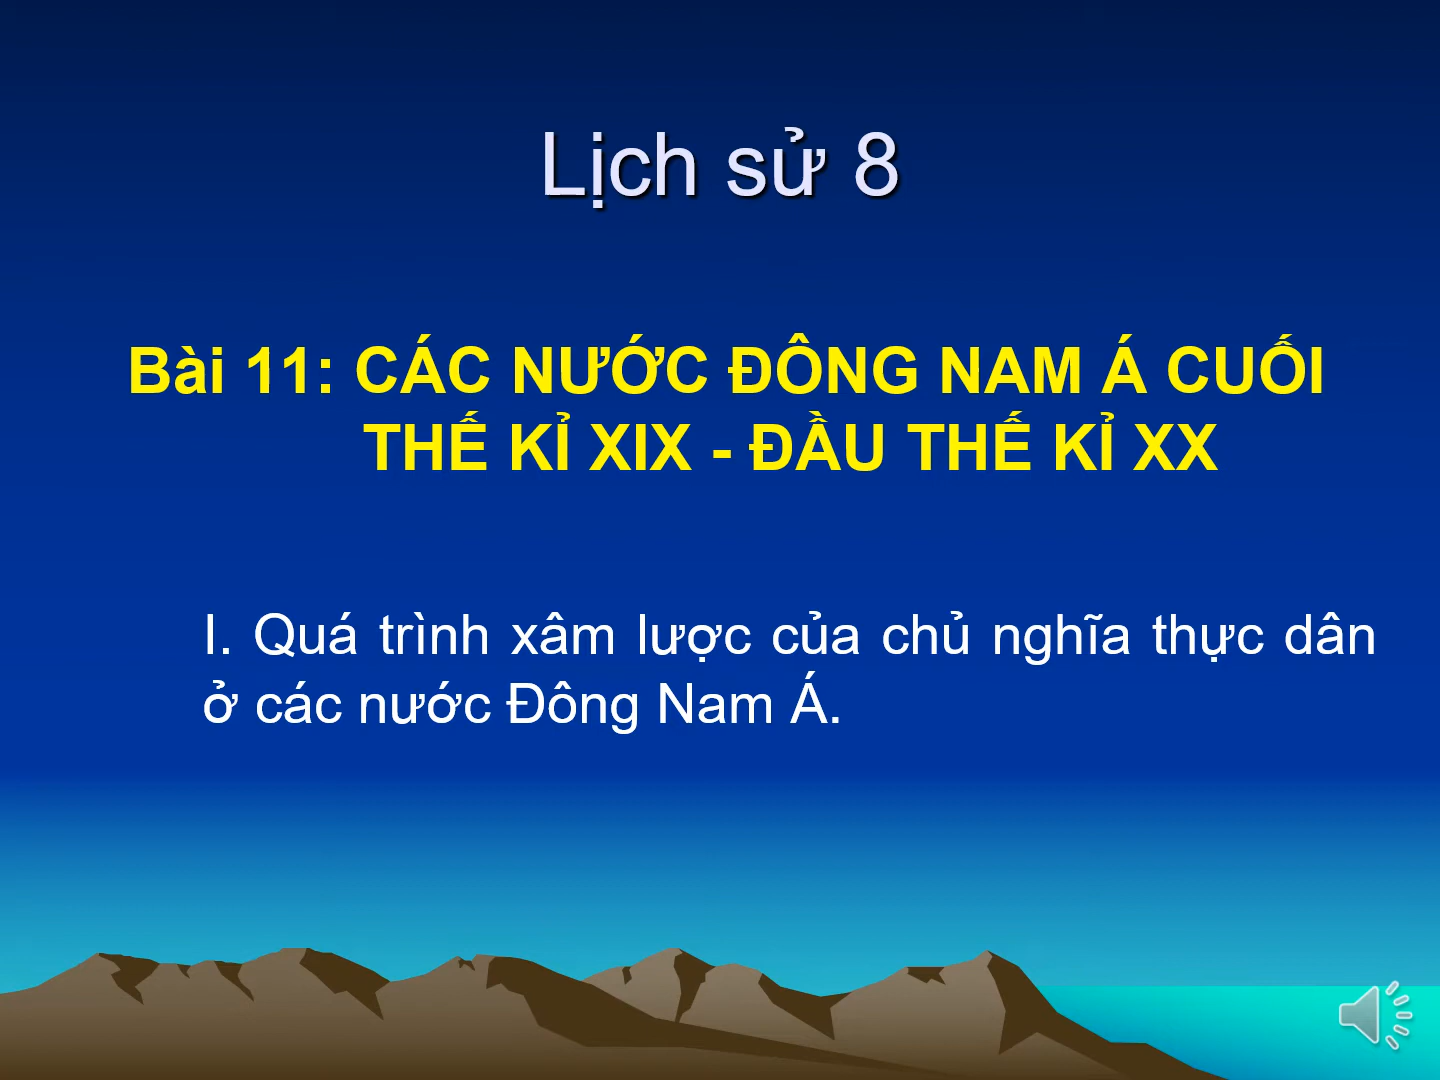 Lịch sử 8
Bài 11: CÁC NƯỚC ĐÔNG NAM Á CUỐI
THẾ KỈ XIX - ĐẦU THẾ KỈ XX
I. Quá trình xâm lược của chủ nghĩa thực dân
ở các nước Đông Nam Á.